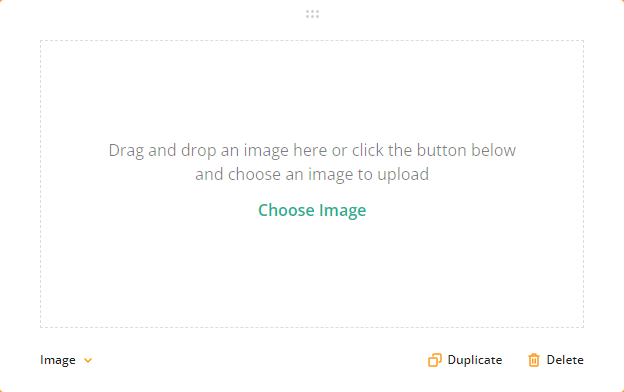 Drag and drop an image here or click the button below
and choose an image to upload
Choose Image
Image
Duplicate
Delete